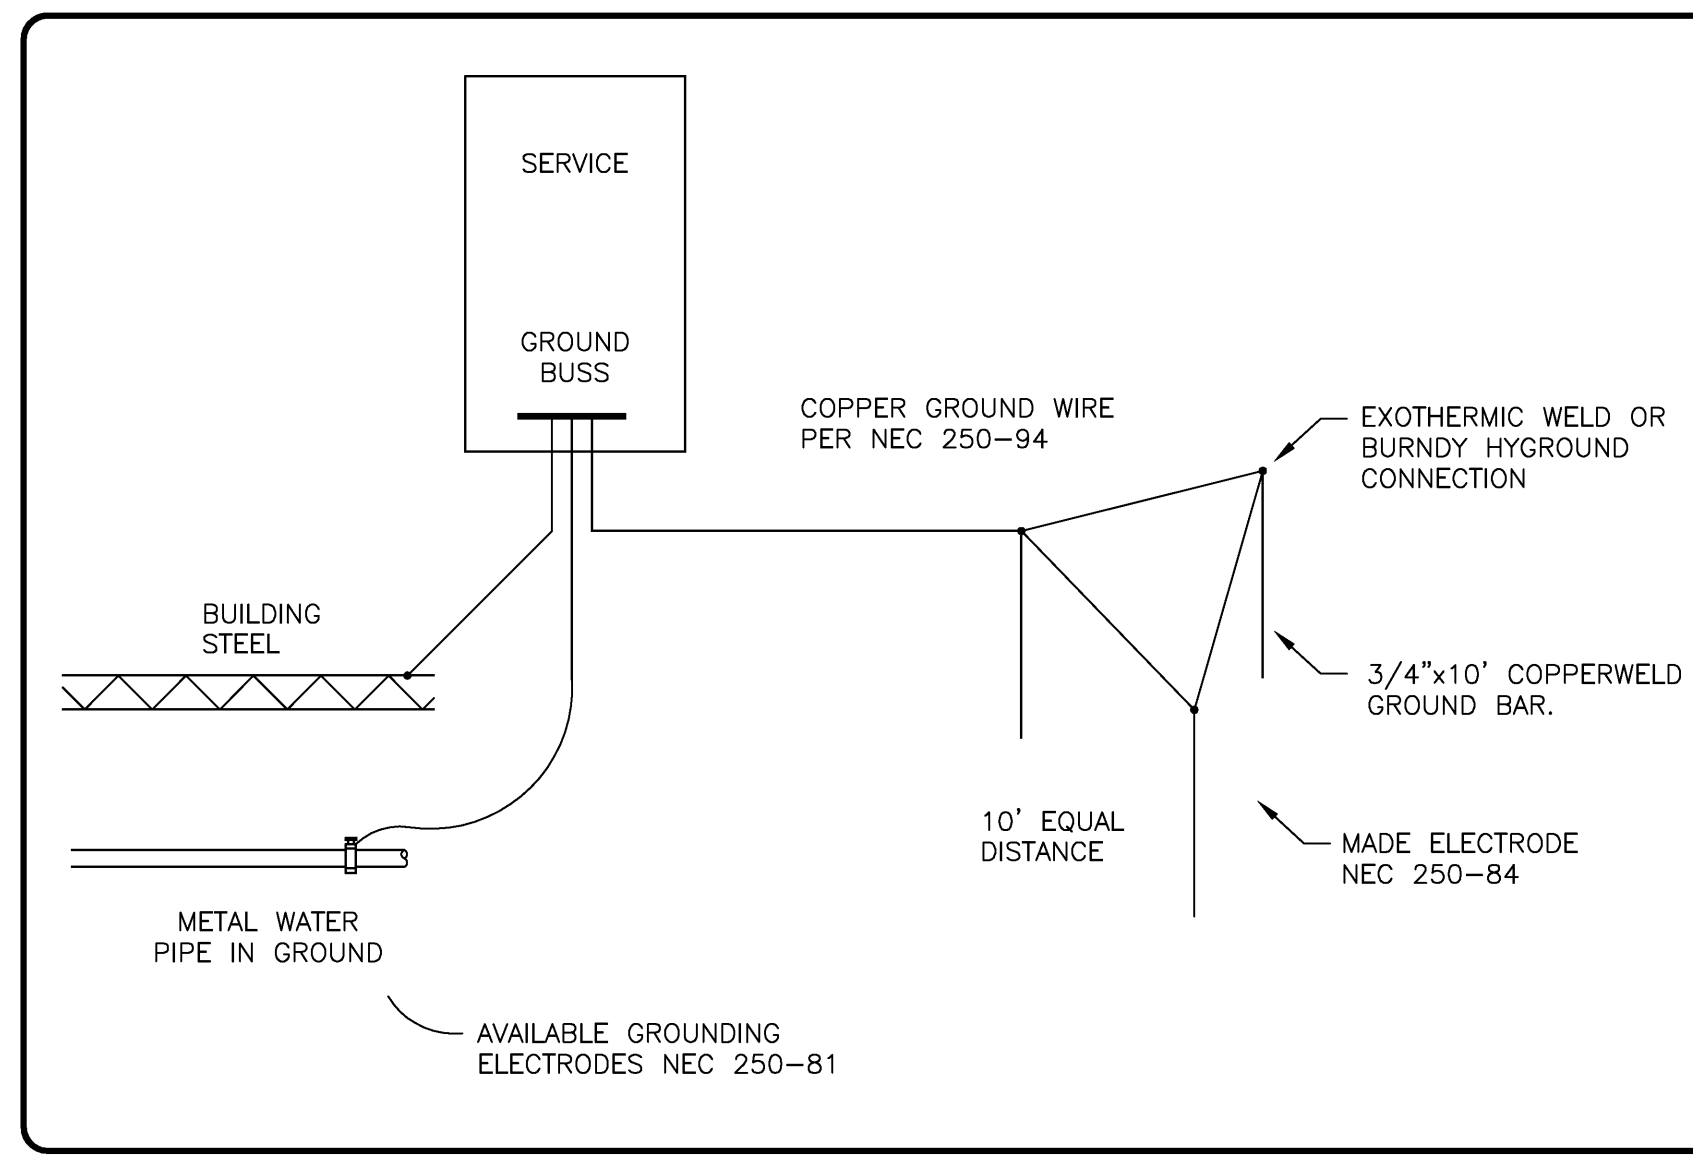 SERVICE
GROUND
BUSS
COPPER GROUND WIRE
PER NEC 250-94
EXOTHERMIC WELD OR
BURNDY HYGROUND
CONNECTION
BUILDING
STEEL
3/4"x10' COPPERWELD
GROUND BAR.
10' EQUAL
DISTANCE
MADE ELECTRODE
NEC 250-84
METAL WATER
PIPE IN GROUND
AVAILABLE GROUNDING
ELECTRODES NEC 250-81